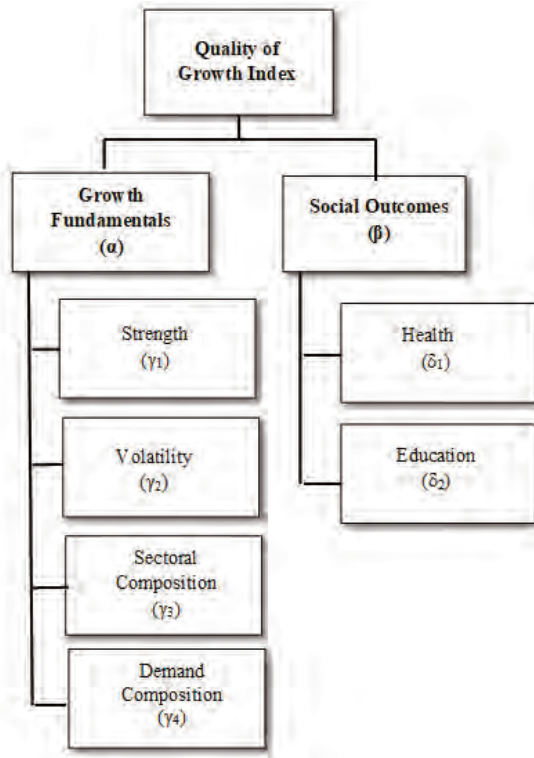 Quality of
Growth Index
Growth
Fundamentals
(α)
Social Outcomes
(β)
Strength
(γ₁)
Volatility
(γ₂)
Sectoral
Composition
(γ₃)
Demand
Composition
(γ₄)
Health
(δ₁)
Education
(δ₂)